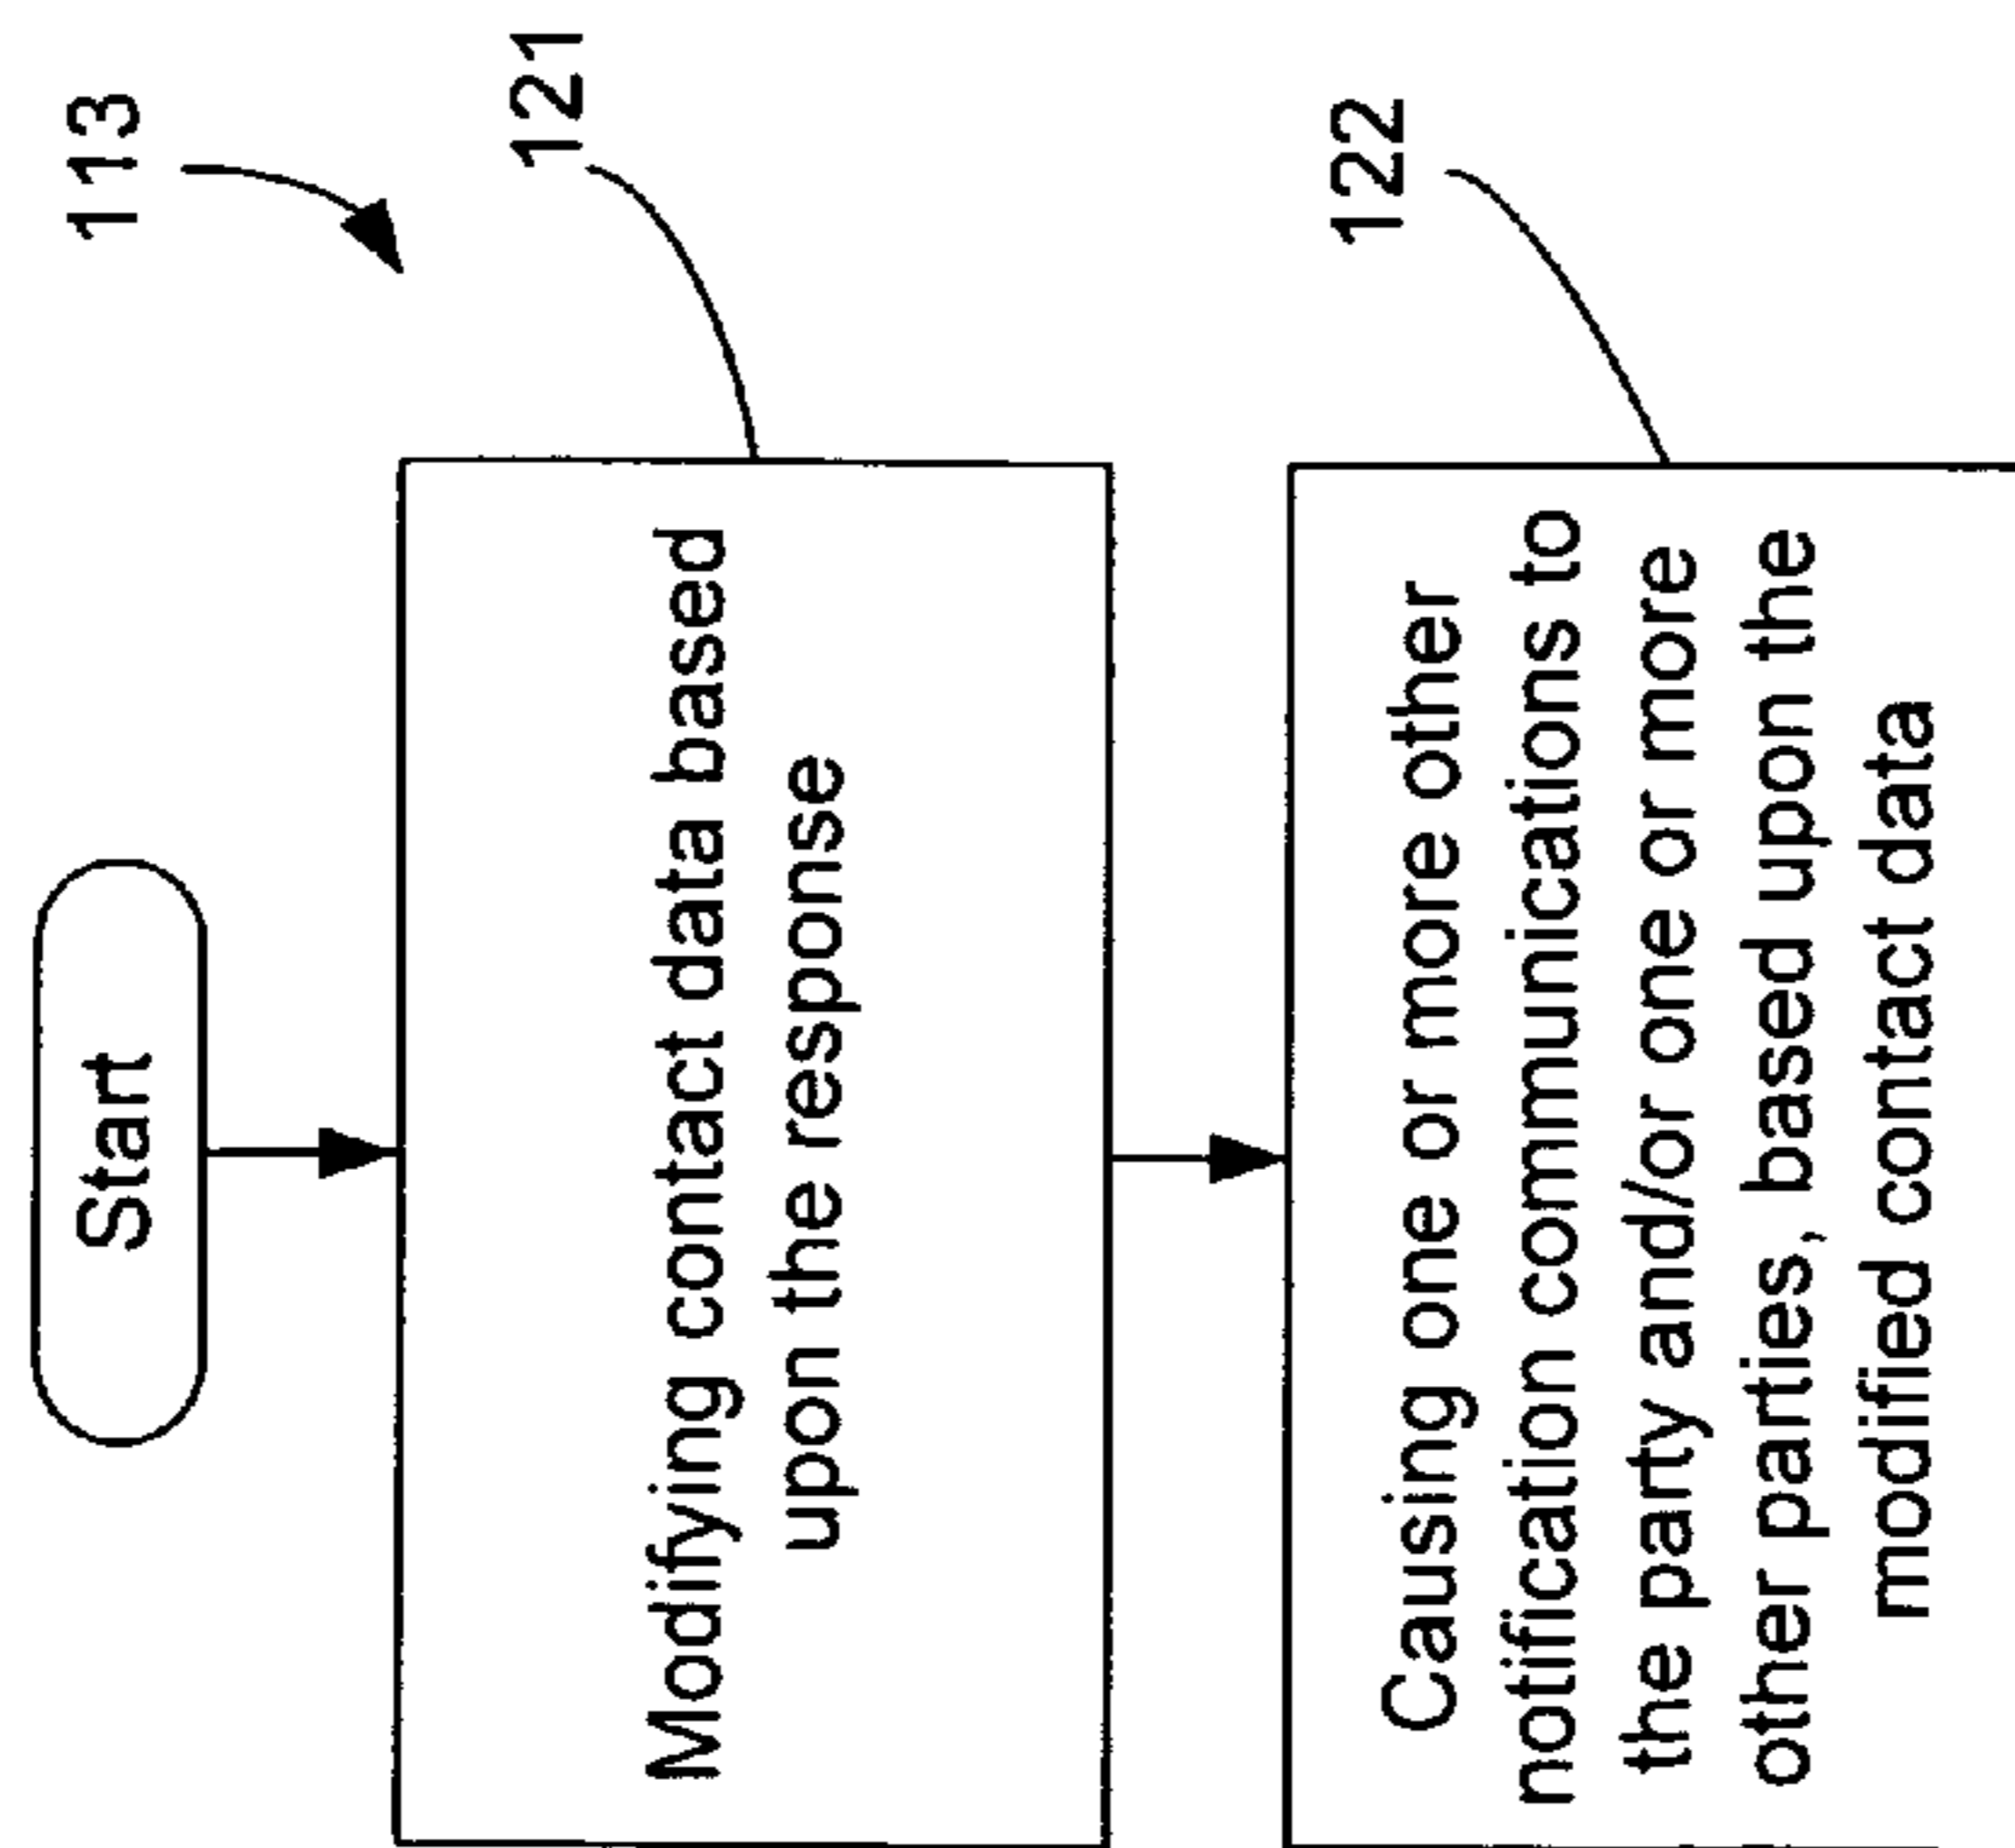 113
Start
121
Modifying contact data based
upon the response
122
Causing one or more other
notification communications to
the party and/or one or more
other parties, based upon the
modified contact data